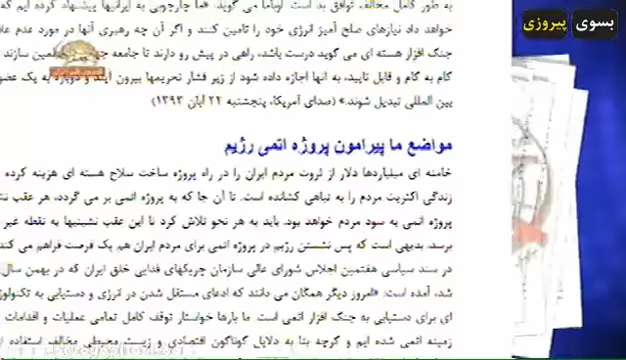 بسوی پیروزی
به طور کامل مخالف توافق بد است. اوباما می گوید: «ما چارچوبی به ایرانیها پیشنهاد کرده ایم که
خواهد داد نیازهای صلح آمیز انرژی خود را تامین کنند و اگر آن چه رهبری آنها در مورد عدم
جنگ افزار هسته ای می گوید درست باشد، راهی در پیش رو دارند تا جامعه سازند
گام به گام و قابل تایید، به آنها اجازه داده شود از زیر فشار تحریمها بیرون آیند و دوباره به یک عضو
بین المللی تبدیل شوند.» (صدای آمریکا، پنجشنبه ۲۲ آبان ۱۳۹۳)
مواضع ما پیرامون پروژه اتمی رژیم
خامنه ای میلیاردها دلار از ثروت مردم ایران را در راه پروژه ساخت سلاح هسته ای هزینه کرده
زندگی اکثریت مردم را به تباهی کشانده است. تا آن جا که به پروژه اتمی بر می گردد، هر عقب
پروژه اتمی به سود مردم خواهد بود. باید به هر نحو تلاش کرد تا این عقب نشینیها به نقطه غیر
برسد. بدیهی است که پس نشستن رژیم در پروژه اتمی برای مردم ایران هم یک فرصت فراهم می کند
در سند سیاسی هفتمین اجلاس شورای عالی سازمان چریکهای فدایی خلق ایران که در بهمن سال
شد، آمده است: «امروز دیگر همگان می دانند که ادعای مستقل شدن در انرژی و دستیابی به تکنولوژ
ای برای دستیابی به جنگ افزار اتمی است. ما بارها خواستار توقف کامل تمامی عملیات و اقدامات
زمینه اتمی شده ایم و گرچه بنا به دلایل گوناگون اقتصادی و زیست محیطی مخالف استفاده از